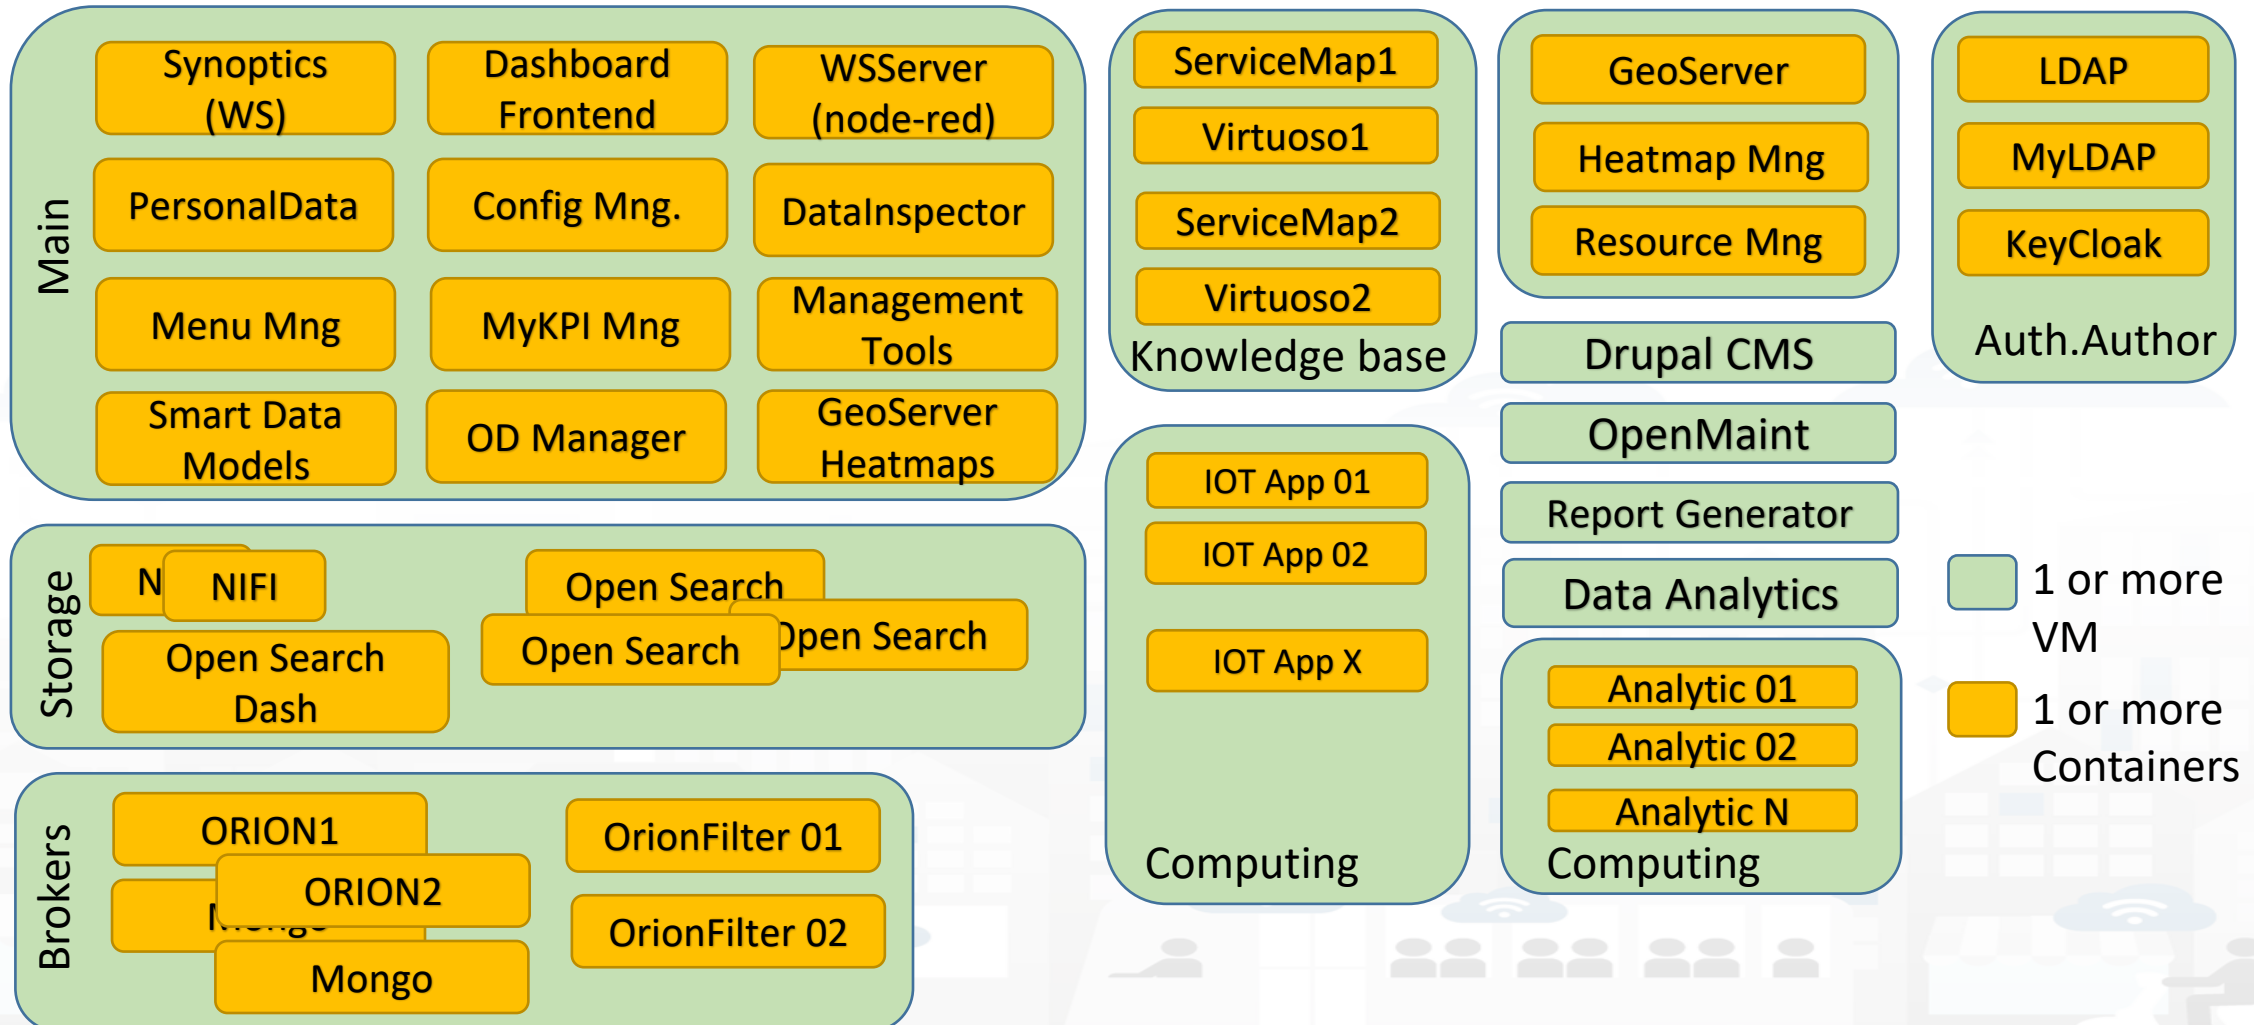 Main
Synoptics
(WS)
Dashboard
Frontend
WSServer
(node-red)
PersonalData
Config Mng.
DataInspector
Menu Mng
MyKPI Mng
Management
Tools
Smart Data
Models
OD Manager
GeoServer
Heatmaps
Storage
NIFI
Open Search
Dash
Open Search
Open Search
Open Search
Brokers
ORION1
ORION2
Mongo
Mongo
OrionFilter 01
OrionFilter 02
ServiceMap1
Virtuoso1
ServiceMap2
Virtuoso2
Knowledge base
IOT App 01
IOT App 02
IOT App X
Computing
GeoServer
Heatmap Mng
Resource Mng
Drupal CMS
OpenMaint
Report Generator
Data Analytics
Analytic 01
Analytic 02
Analytic N
Computing
LDAP
MyLDAP
KeyCloak
Auth.Author
1 or more
VM
1 or more
Containers